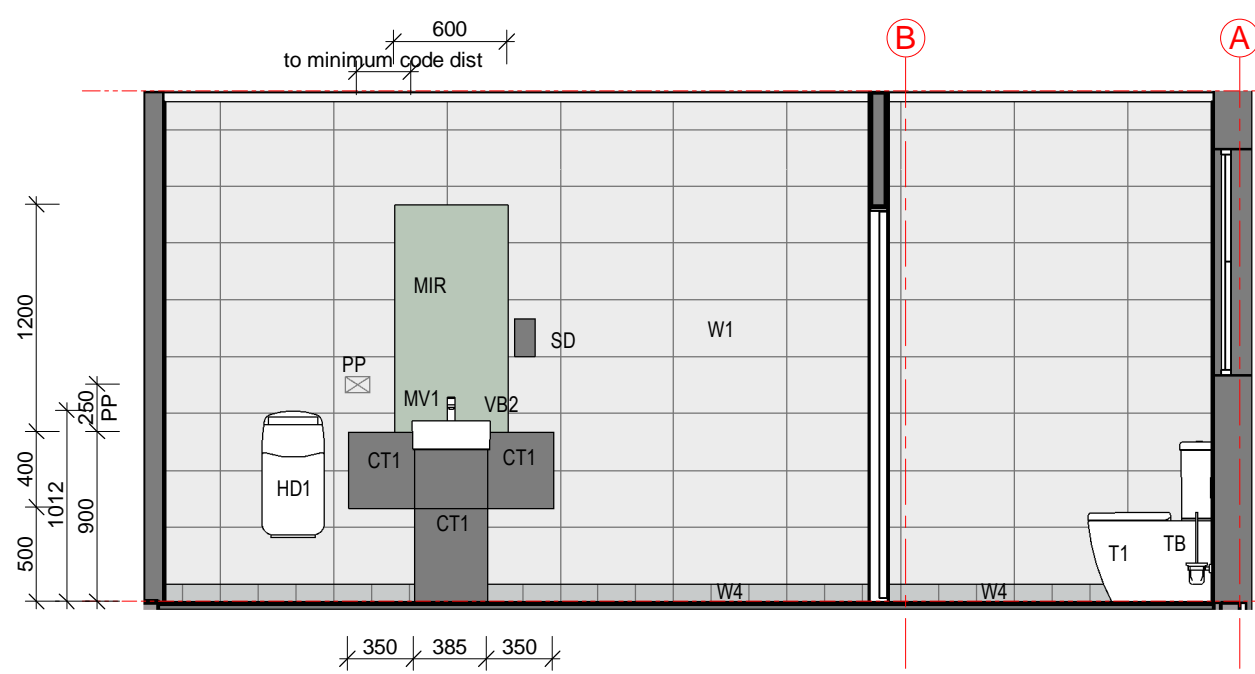 600
to minimum code dist
B
A
1200
MIR
W1
SD
PP
250
PP
MV1
VB2
400
1012
900
500
CT1
CT1
HD1
CT1
T1
TB
W4
W4
350
385
350